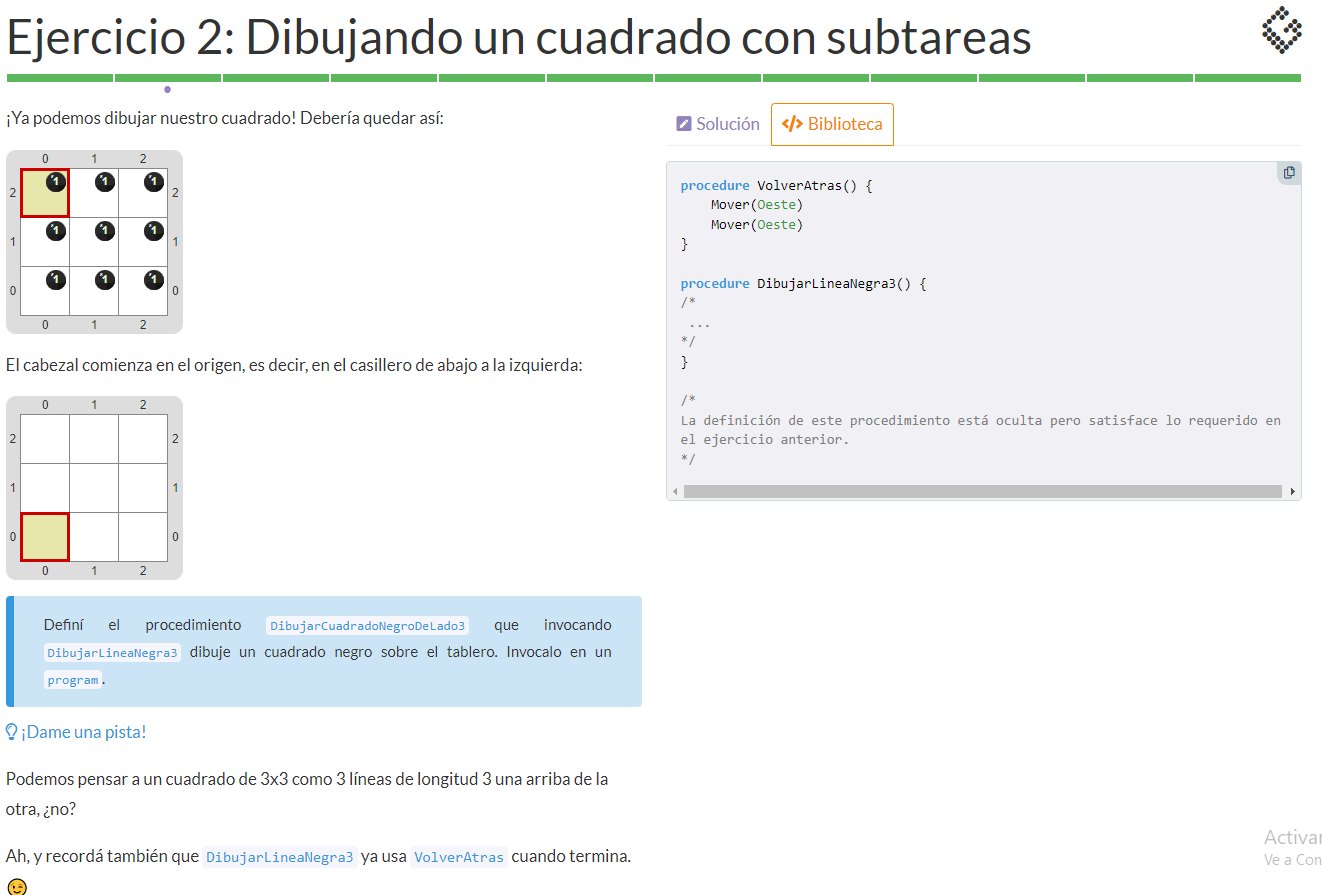 Ejercicio 2: Dibujando un cuadrado con subtareas
¡Ya podemos dibujar nuestro cuadrado! Debería quedar así:
0 1 2
2 1 1 1 2
1 1 1 1 1
0 1 1 1 0
0 1 2
El cabezal comienza en el origen, es decir, en el casillero de abajo a la izquierda:
0 1 2
2 2
1 1
0 0
0 1 2
Definí el procedimiento DibujarCuadradoNegroDeLado3 que invocando
DibujarLineaNegra3 dibuje un cuadrado negro sobre el tablero. Invocalo en un
program.
¡Dame una pista!
Podemos pensar a un cuadrado de 3x3 como 3 líneas de longitud 3 una arriba de la
otra, ¿no?
Ah, y recordá también que DibujarLineaNegra3 ya usa VolverAtras cuando termina.
Solución </> Biblioteca
procedure VolverAtras() {
Mover(Oeste)
Mover(Oeste)
}
procedure DibujarLineaNegra3() {
/*
...
*/
}
/*
La definición de este procedimiento está oculta pero satisface lo requerido en
el ejercicio anterior.
*/
Activar
Ve a Con